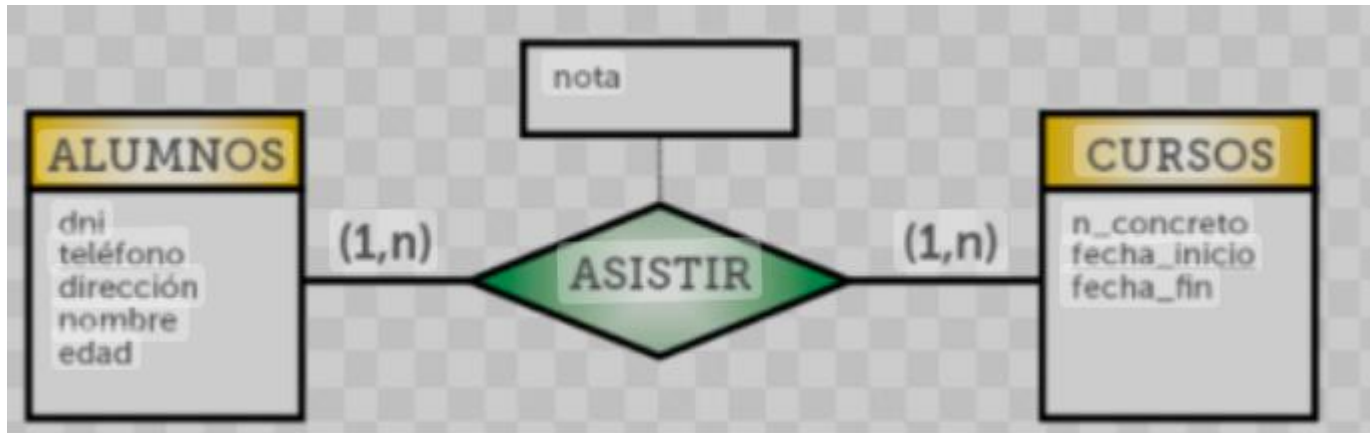 nota
ALUMNOS
dni
teléfono
dirección
nombre
edad
(1,n)
ASISTIR
(1,n)
CURSOS
n_concreto
fecha_inicio
fecha_fin